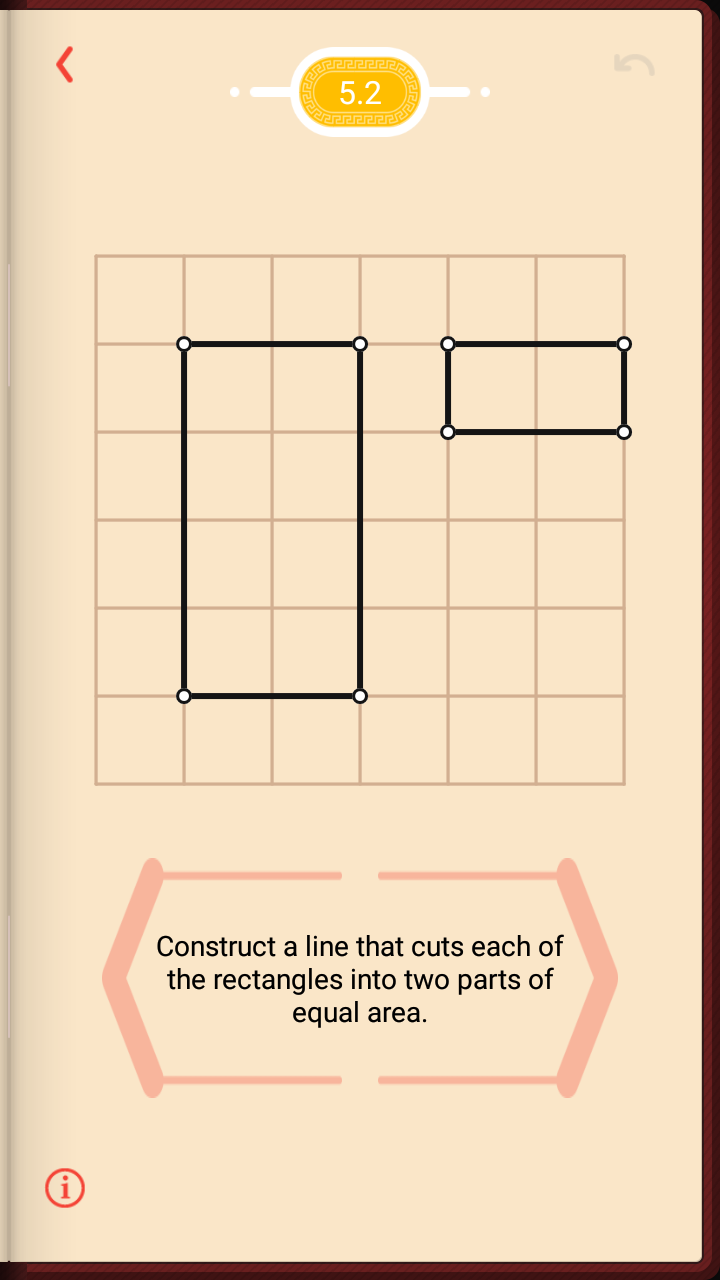 5.2
Construct a line that cuts each of
the rectangles into two parts of
equal area.
i